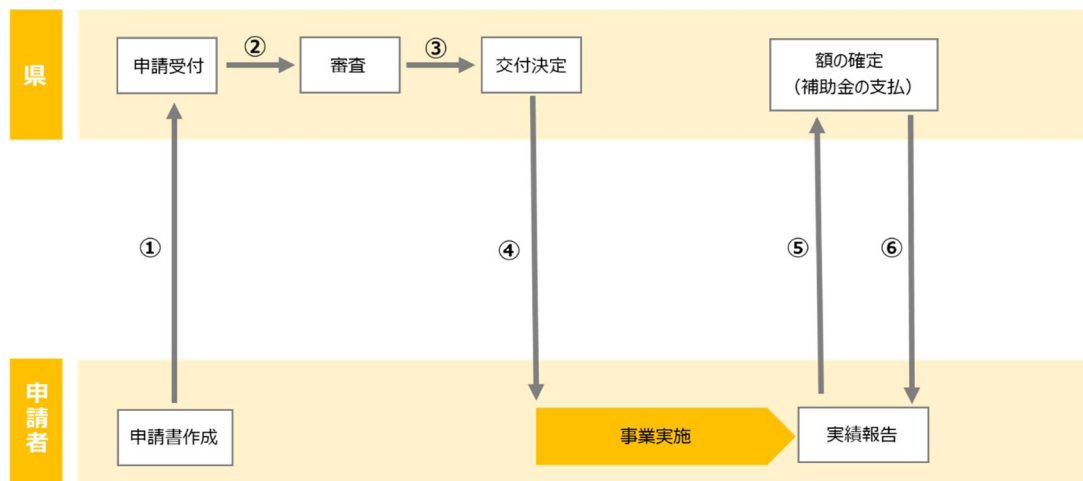 県
申請受付
②
審査
③
交付決定
額の確定
（補助金の支払）
①
④
⑤
⑥
申請者
申請書作成
事業実施
実績報告